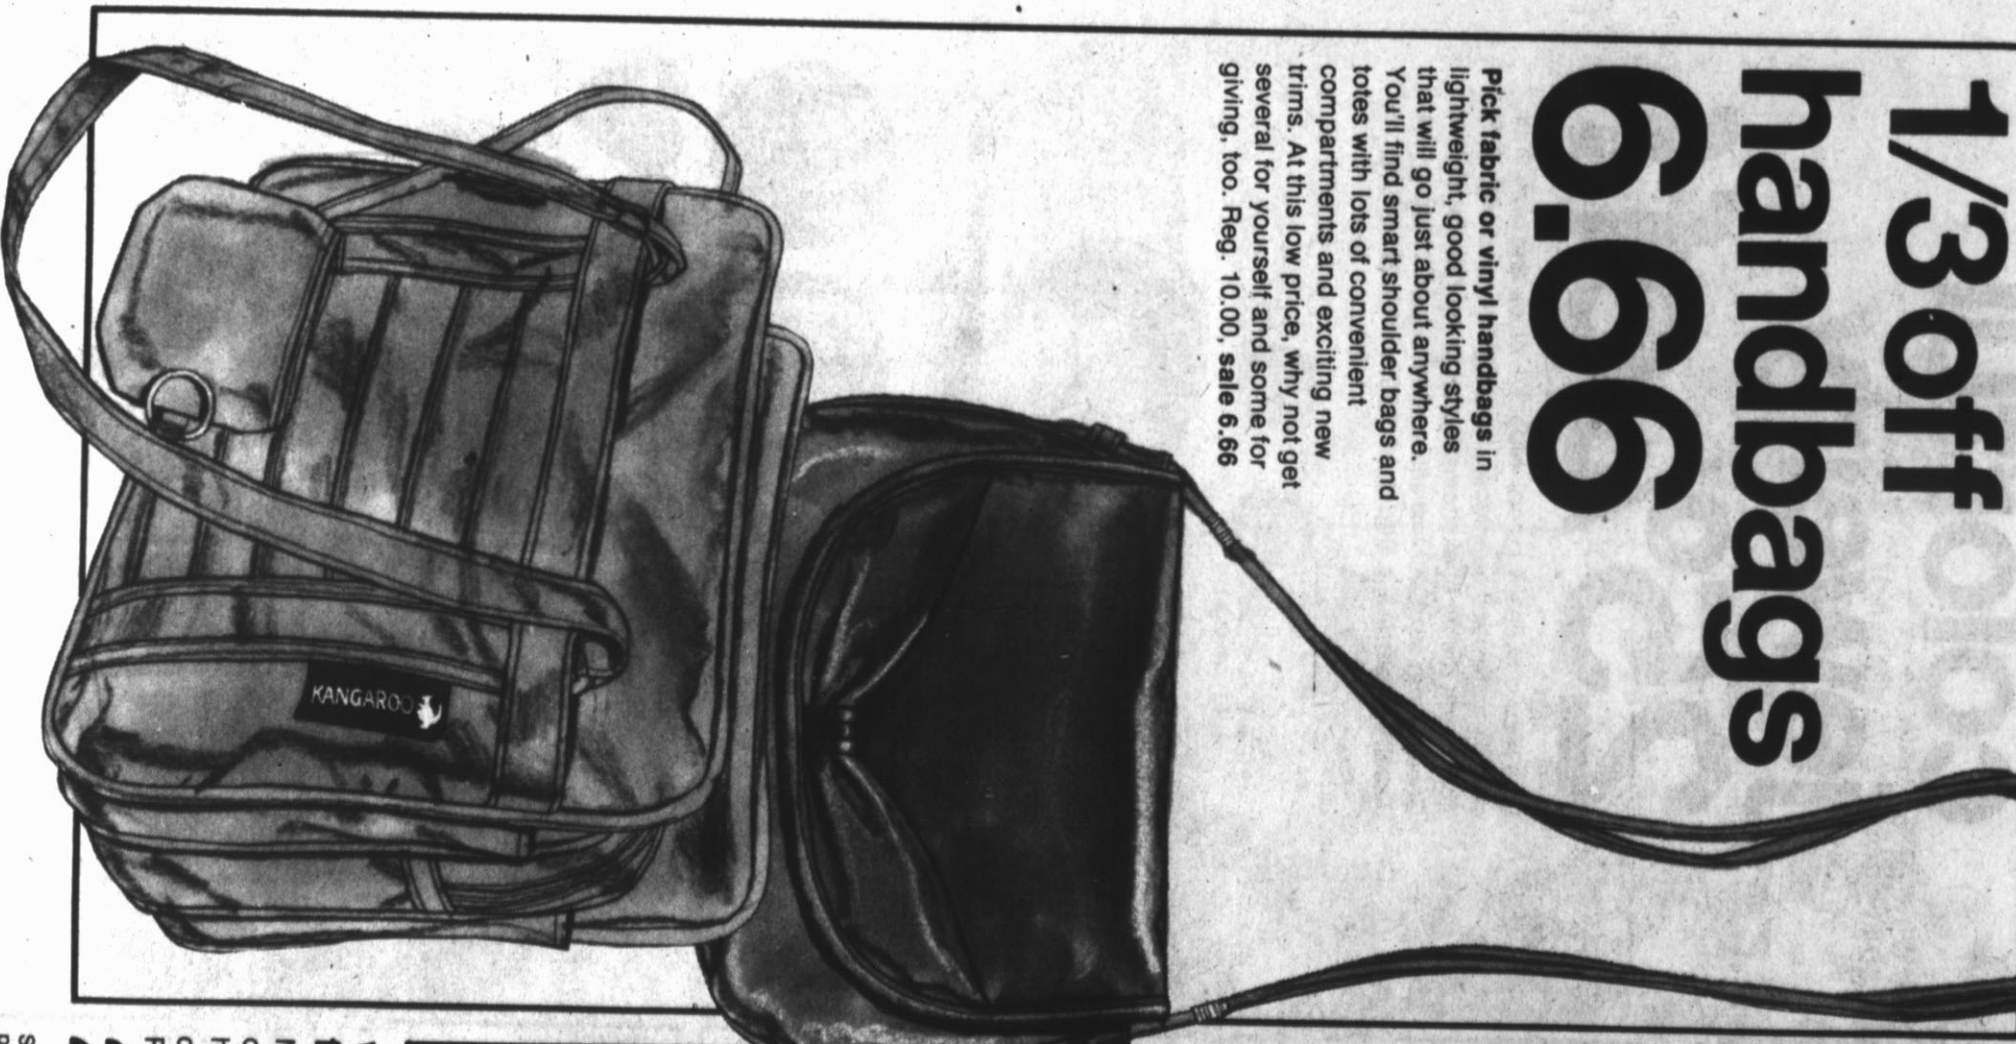 1/3 off
handbags
6.66
Pick fabric or vinyl handbags in
lightweight, good looking styles
that will go just about anywhere.
You'll find smart shoulder bags and
totes with lots of convenient
compartments and exciting new
trims. At this low price, why not get
several for yourself and some for
giving, too. Reg. 10.00, sale 6.66
KANGAROO